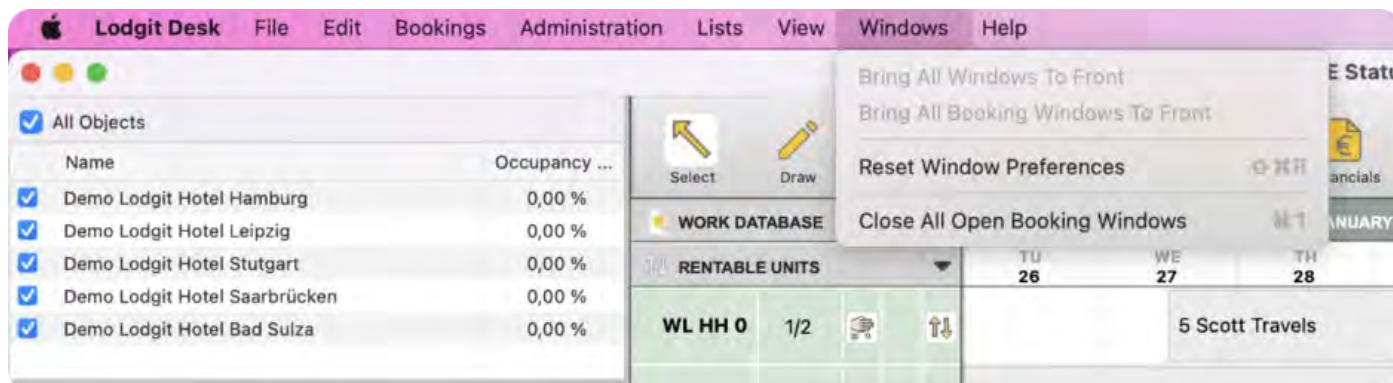 Lodgit Desk File Edit Bookings Administration Lists View Windows Help
Bring All Windows To Front
Bring All Booking Windows To Front
Reset Window Preferences
Close All Open Booking Windows
E Statu
All Objects
Name Occupancy ...
Demo Lodgit Hotel Hamburg 0,00 %
Demo Lodgit Hotel Leipzig 0,00 %
Demo Lodgit Hotel Stutgart 0,00 %
Demo Lodgit Hotel Saarbrücken 0,00 %
Demo Lodgit Hotel Bad Sulza 0,00 %
Select Draw ancials
WORK DATABASE ANUARY
RENTABLE UNITS
TU WE TH
26 27 28
WL HH 0 1/2 5 Scott Travels